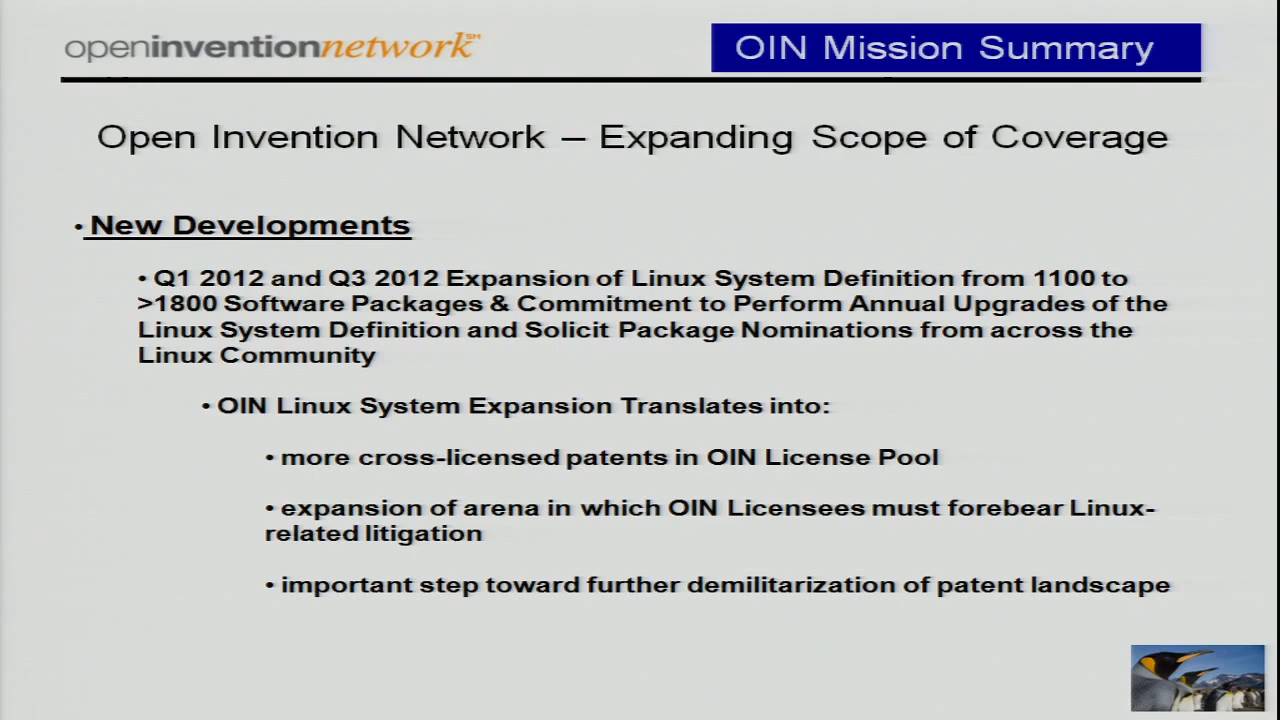 openinventionnetwork SM
OIN Mission Summary
Open Invention Network – Expanding Scope of Coverage
• New Developments
• Q1 2012 and Q3 2012 Expansion of Linux System Definition from 1100 to
>1800 Software Packages & Commitment to Perform Annual Upgrades of the
Linux System Definition and Solicit Package Nominations from across the
Linux Community
• OIN Linux System Expansion Translates into:
• more cross-licensed patents in OIN License Pool
• expansion of arena in which OIN Licensees must forebear Linux-
related litigation
• important step toward further demilitarization of patent landscape